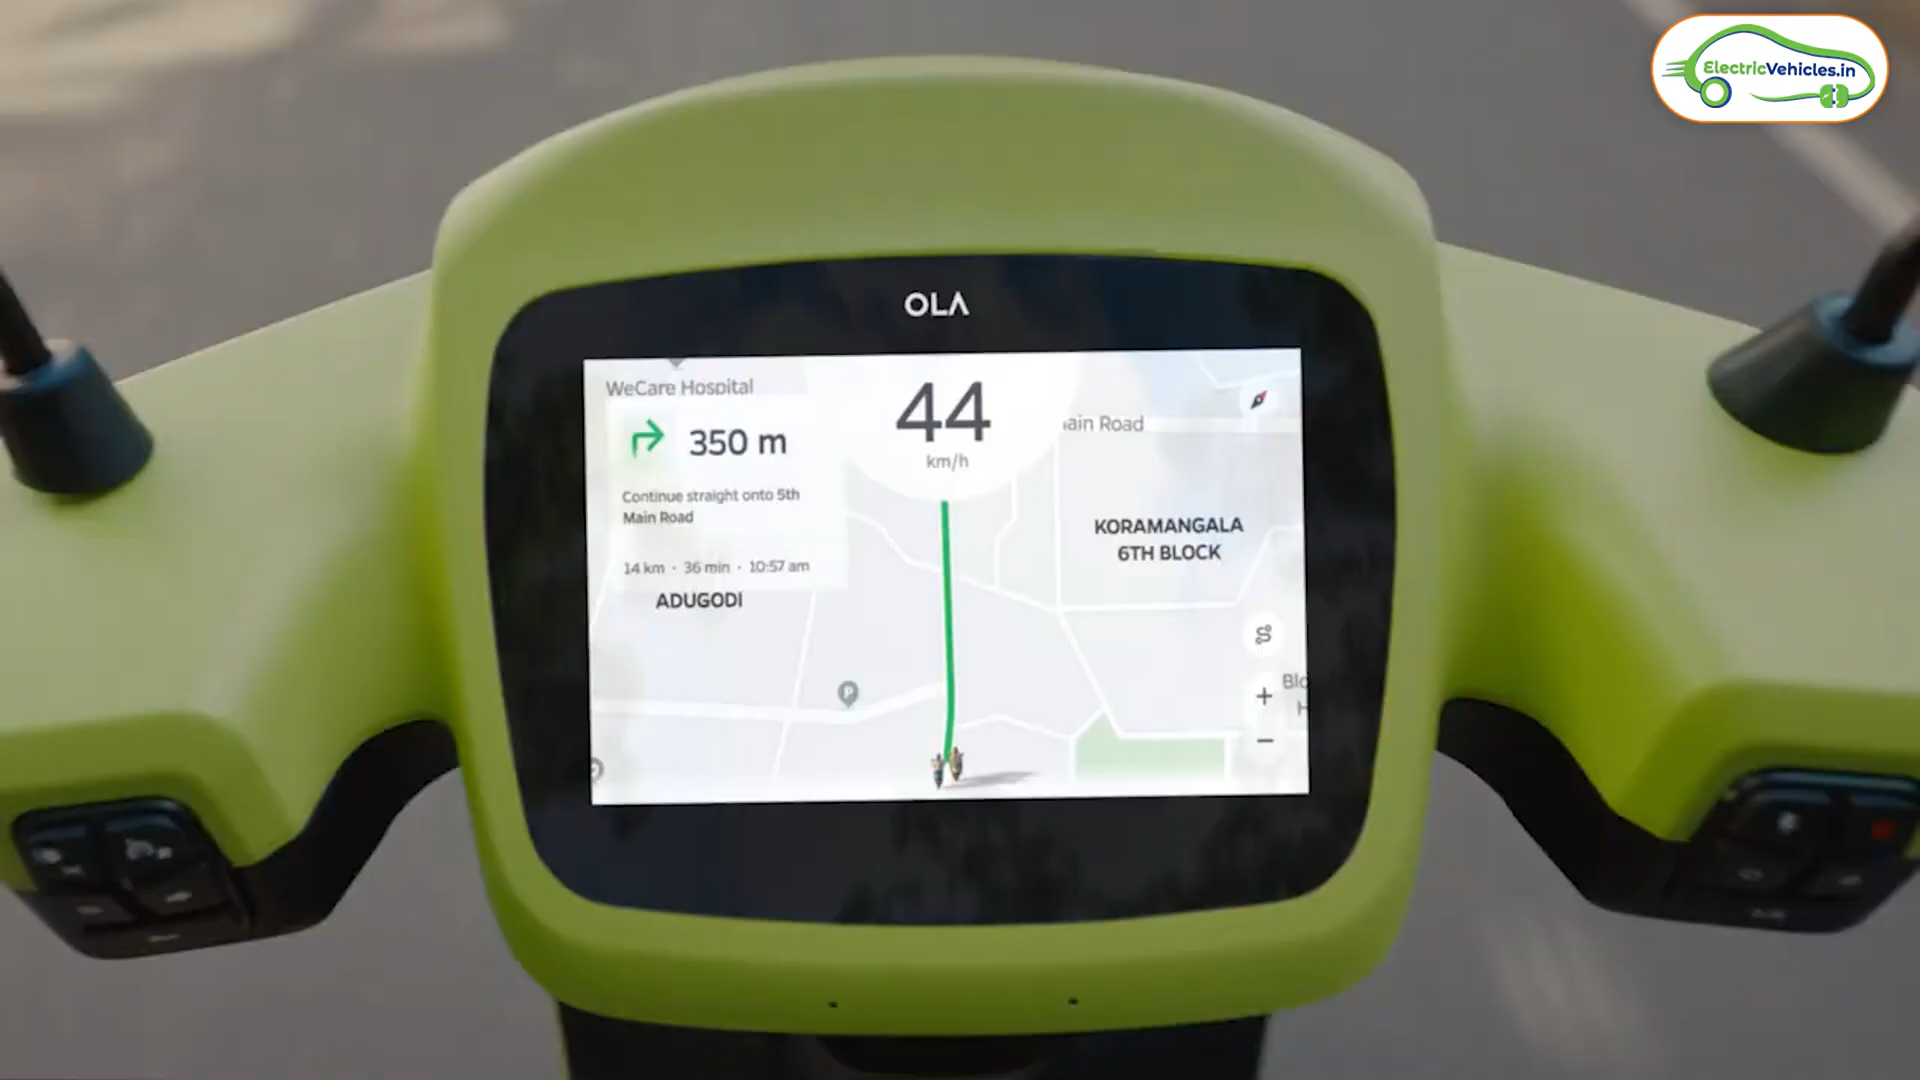 ElectricVehicles.in
OLA
WeCare Hospital
350 m
Continue straight onto 5th
Main Road
14 km · 36 min · 10:57 am
ADUGODI
44
km/h
ain Road
KORAMANGALA
6TH BLOCK
P
Blo
H